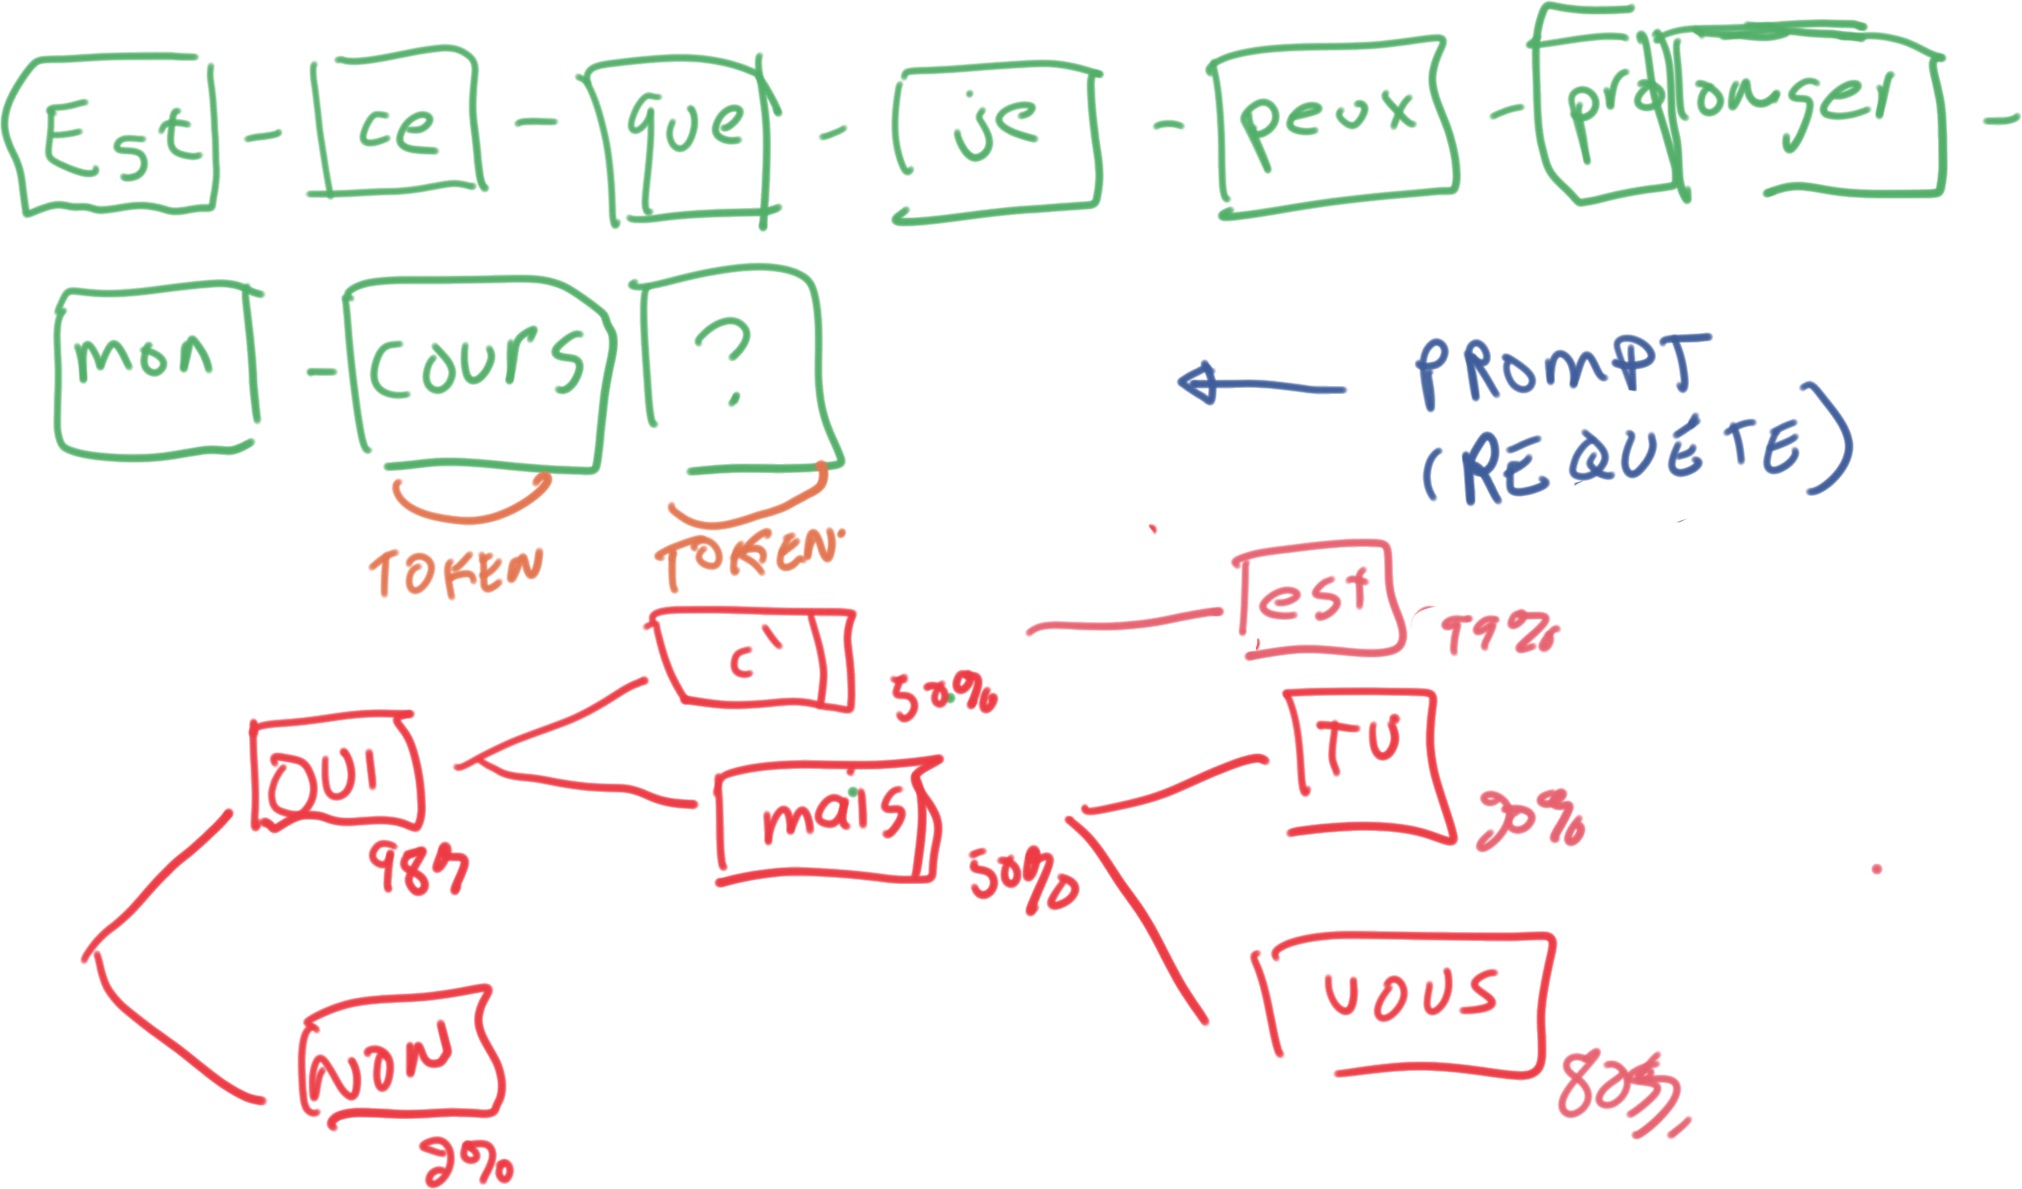 Est - ce - que - je - peux - prolonger -
mon - cours ?
PROMPT
(REQUÊTE)
TOKEN TOKEN
est 99%
c' 50%
OUI 98%
mais 50%
TU 20%
VOUS 80%
NON 2%